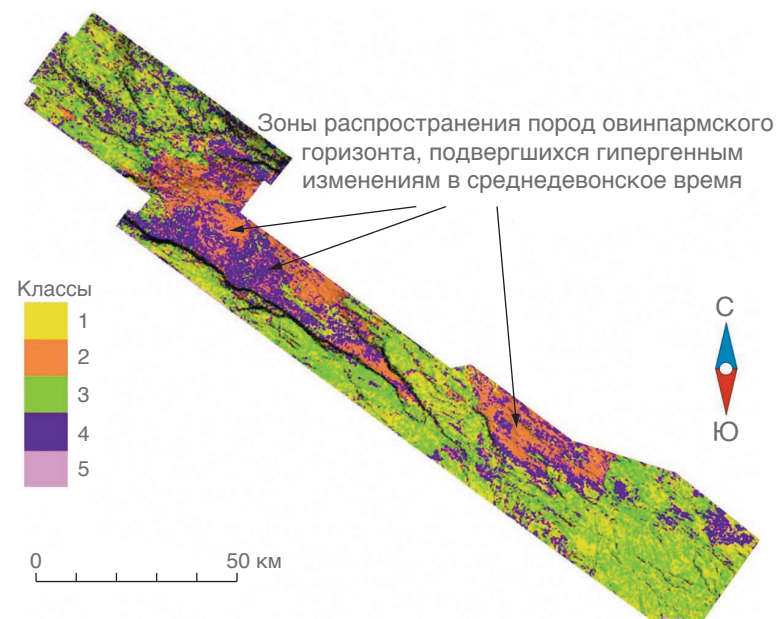 Зоны распространения пород овинпармского
горизонта, подвергшихся гипергенным
изменениям в среднедевонское время
Классы
1
2
3
4
5
С
Ю
0
50 км